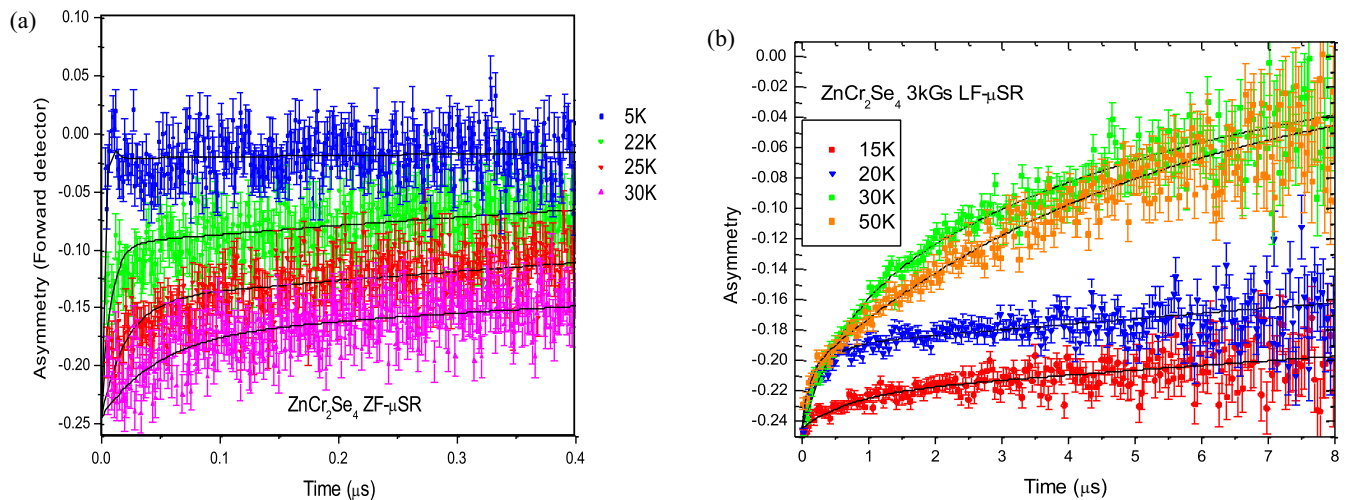 (a)
0.10
0.05
0.00
-0.05
-0.10
-0.15
-0.20
-0.25
Asymmetry (Forward detector)
0.0 0.1 0.2 0.3 0.4
Time (μs)
ZnCr₂Se₄ ZF-μSR
5K
22K
25K
30K
(b)
0.00
-0.04
-0.06
-0.08
-0.10
-0.12
-0.14
-0.16
-0.18
-0.20
-0.22
-0.24
Asymmetry
ZnCr₂Se₄ 3kGs LF-μSR
15K
20K
30K
50K
0 1 2 3 4 5 6 7 8
Time (μs)